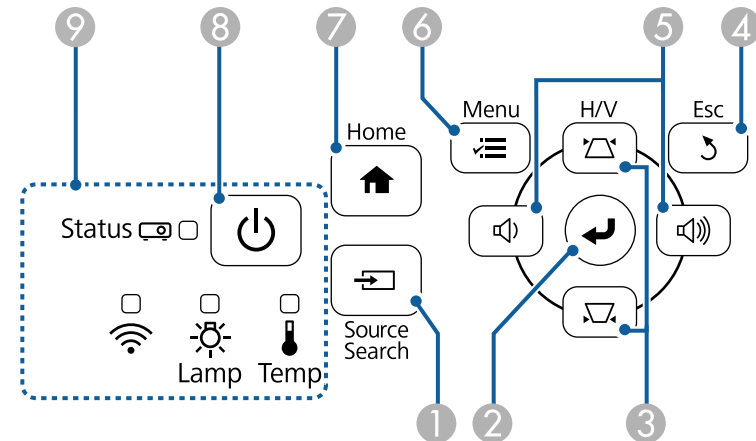 9 8 7 6 5 4
Menu H/V Esc
Home
Status
Source
Search
Lamp Temp
1 2 3